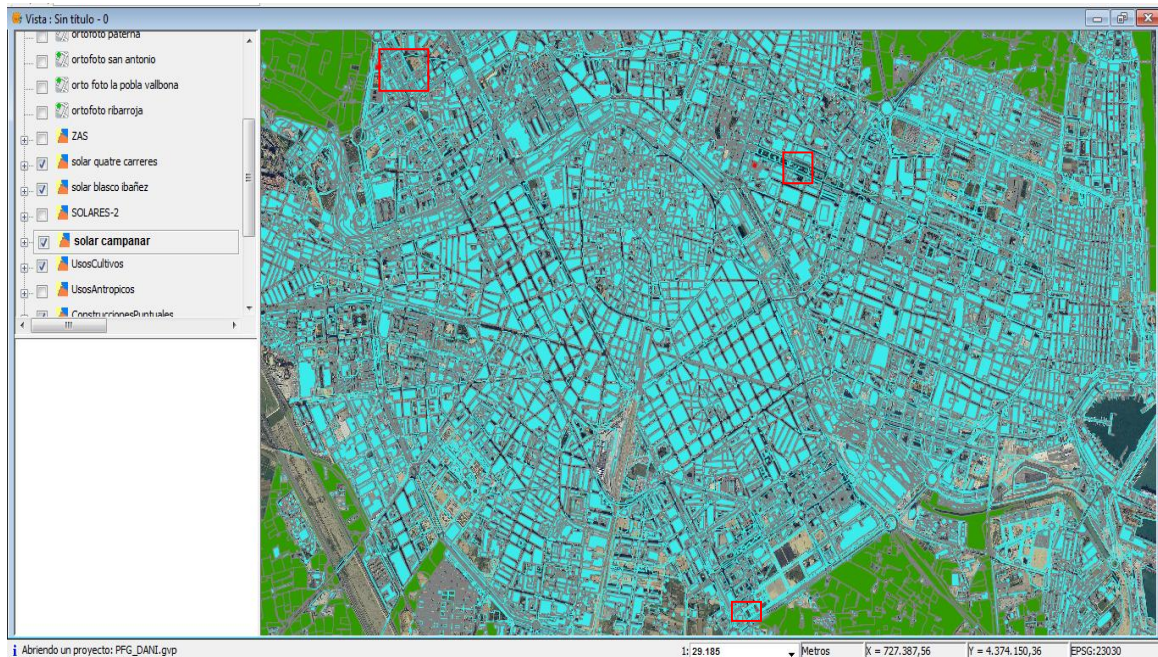 Vista : Sin título - 0
ortofoto paterna
ortofoto san antonio
orto foto la pobla vallbona
ortofoto ribarroja
ZAS
solar quatre carreres
solar blasco ibañez
SOLARES-2
solar campanar
UsosCultivos
UsosAntropicos
ConstruccionesPuntuales
Abriendo un proyecto: PFG_DANI.gvp
1: 29.185
Metros
X = 727.387,56
Y = 4.374.150,36
EPSG:23030